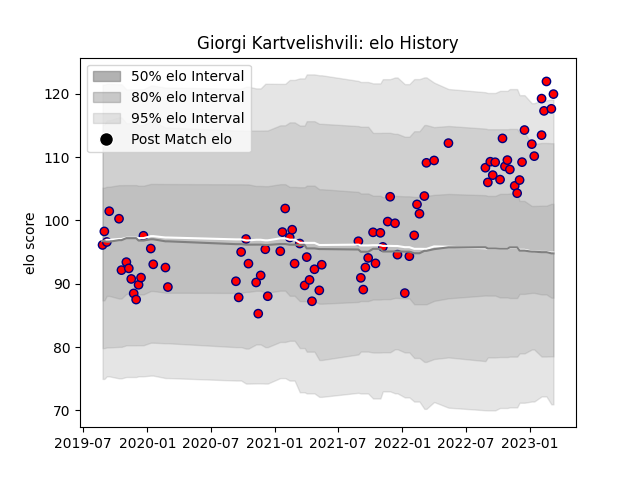 Giorgi Kartvelishvili: elo History
50% elo Interval
80% elo Interval
95% elo Interval
Post Match elo
elo score
120
110
100
90
80
70
2019-07 2020-01 2020-07 2021-01 2021-07 2022-01 2022-07 2023-01